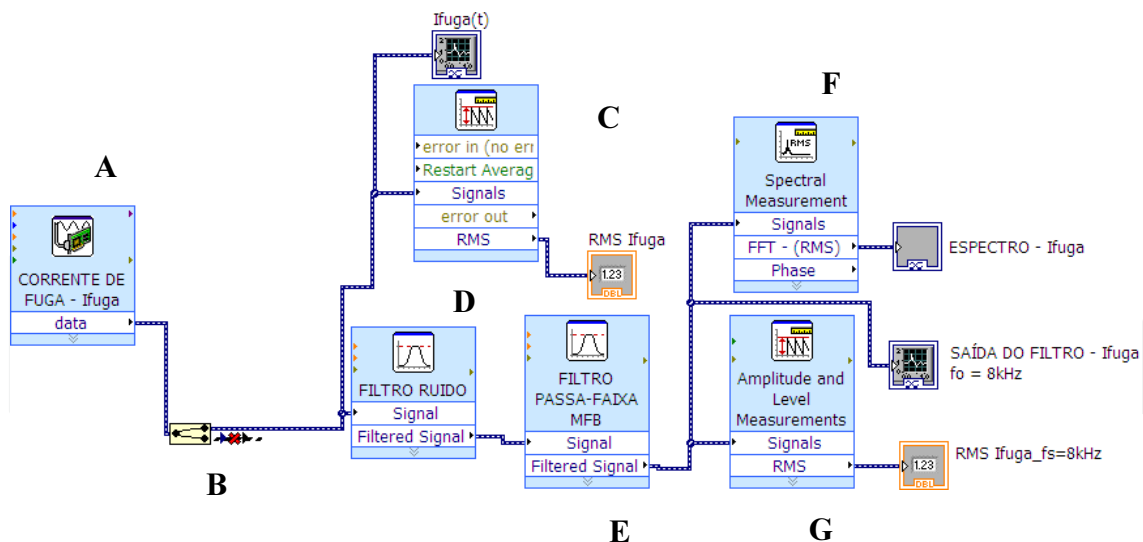 Ifuga(t)
A
CORRENTE DE
FUGA - Ifuga
data
B
C
error in (no err
Restart Averag
Signals
error out
RMS
RMS Ifuga
1.23
DBL
D
FILTRO RUIDO
Signal
Filtered Signal
E
FILTRO
PASSA-FAIXA
MFB
Signal
Filtered Signal
F
RMS
Spectral
Measurement
Signals
FFT - (RMS)
Phase
ESPECTRO - Ifuga
SAÍDA DO FILTRO - Ifuga
fo = 8kHz
Amplitude and
Level
Measurements
Signals
RMS
RMS Ifuga_fs=8kHz
1.23
DBL
G